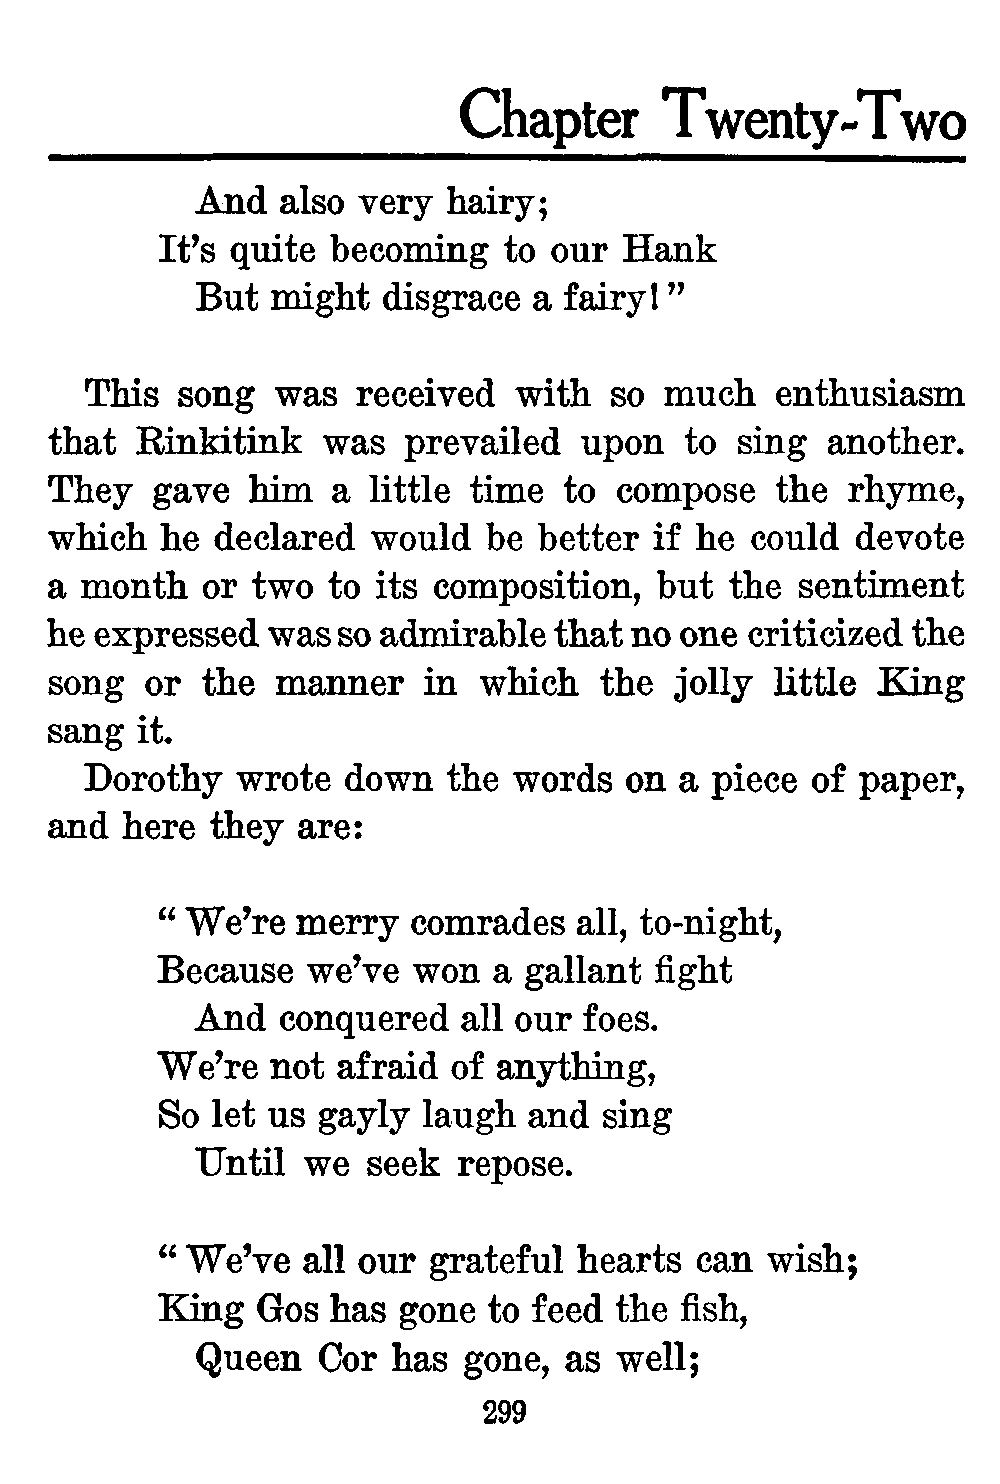 Chapter Twenty-Two
And also very hairy;
It's quite becoming to our Hank
But might disgrace a fairy!"
This song was received with so much enthusiasm
that Rinkitink was prevailed upon to sing another.
They gave him a little time to compose the rhyme,
which he declared would be better if he could devote
a month or two to its composition, but the sentiment
he expressed was so admirable that no one criticized the
song or the manner in which the jolly little King
sang it.
Dorothy wrote down the words on a piece of paper,
and here they are:
"We're merry comrades all, to-night,
Because we've won a gallant fight
And conquered all our foes.
We're not afraid of anything,
So let us gayly laugh and sing
Until we seek repose.
"We've all our grateful hearts can wish;
King Gos has gone to feed the fish,
Queen Cor has gone, as well;
299